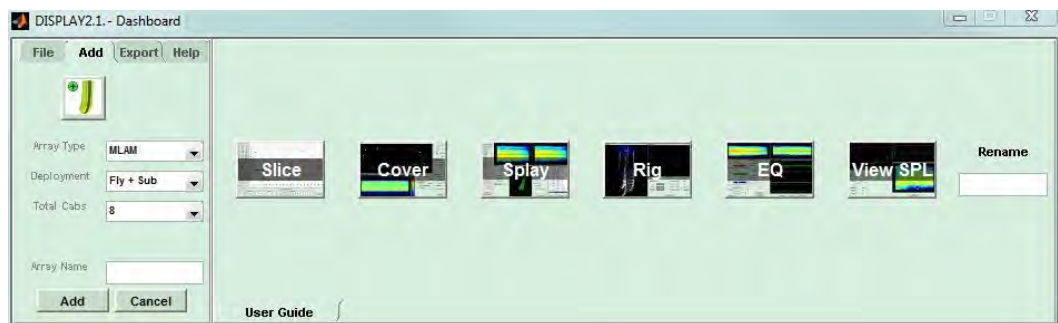 DISPLAY2.1.- Dashboard
File Add Export Help
Array Type MLAM
Deployment Fly + Sub
Total Cabs 8
Array Name
Add Cancel
Slice Cover Splay Rig EQ View SPL
Rename
User Guide